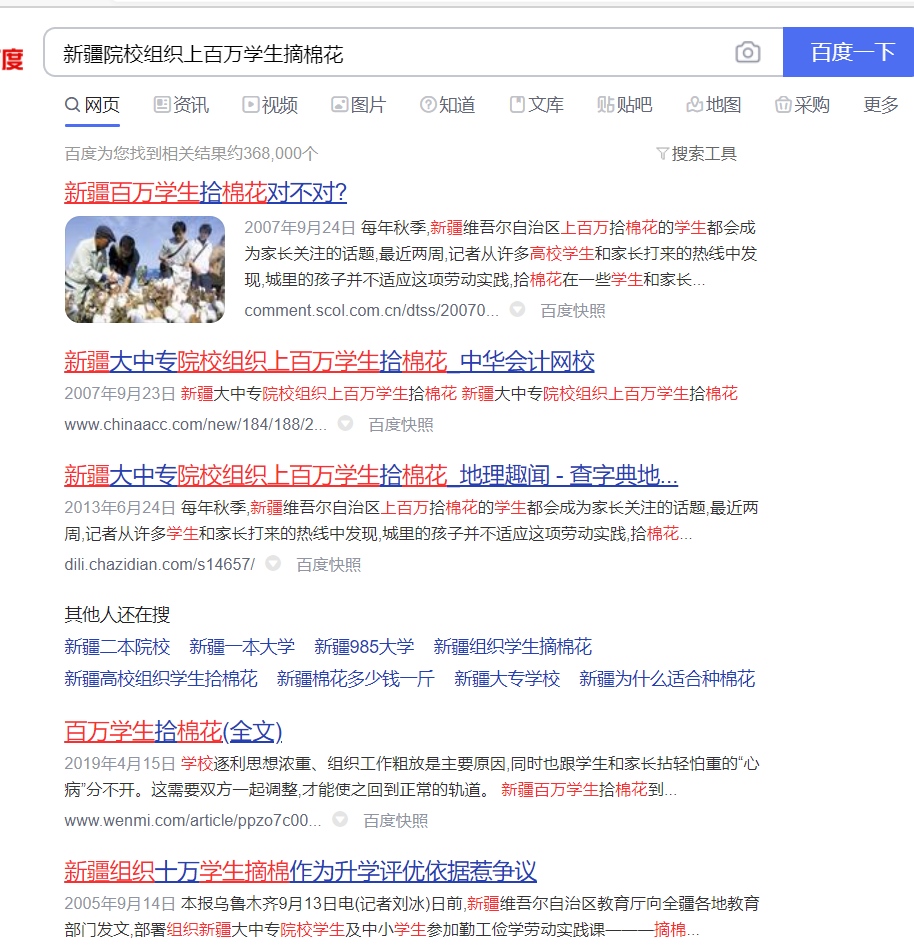 度 新疆院校组织上百万学生摘棉花 百度一下
网页 资讯 视频 图片 知道 文库 贴吧 地图 采购 更多
百度为您找到相关结果约368,000个 搜索工具
新疆百万学生拾棉花对不对?
2007年9月24日 每年秋季,新疆维吾尔自治区上百万拾棉花的学生都会成
为家长关注的话题,最近两周,记者从许多高校学生和家长打来的热线中发
现,城里的孩子并不适应这项劳动实践,拾棉花在一些学生和家长...
comment.scol.com.cn/dtss/20070... 百度快照
新疆大中专院校组织上百万学生拾棉花_中华会计网校
2007年9月23日 新疆大中专院校组织上百万学生拾棉花 新疆大中专院校组织上百万学生拾棉花
www.chinaacc.com/new/184/188/2... 百度快照
新疆大中专院校组织上百万学生拾棉花_地理趣闻 - 查字典地...
2013年6月24日 每年秋季,新疆维吾尔自治区上百万拾棉花的学生都会成为家长关注的话题,最近两
周,记者从许多学生和家长打来的热线中发现,城里的孩子并不适应这项劳动实践,拾棉花...
dili.chazidian.com/s14657/ 百度快照
其他人还在搜
新疆二本院校 新疆一本大学 新疆985大学 新疆组织学生摘棉花
新疆高校组织学生拾棉花 新疆棉花多少钱一斤 新疆大专学校 新疆为什么适合种棉花
百万学生拾棉花(全文)
2019年4月15日 学校逐利思想浓重、组织工作粗放是主要原因,同时也跟学生和家长拈轻怕重的“心
病”分不开。这需要双方一起调整,才能使之回到正常的轨道。 新疆百万学生拾棉花到...
www.wenmi.com/article/ppzo7c00... 百度快照
新疆组织十万学生摘棉作为升学评优依据惹争议
2005年9月14日 本报乌鲁木齐9月13日电(记者刘冰)日前,新疆维吾尔自治区教育厅向全疆各地教育
部门发文,部署组织新疆大中专院校学生及中小学生参加勤工俭学劳动实践课———摘棉...